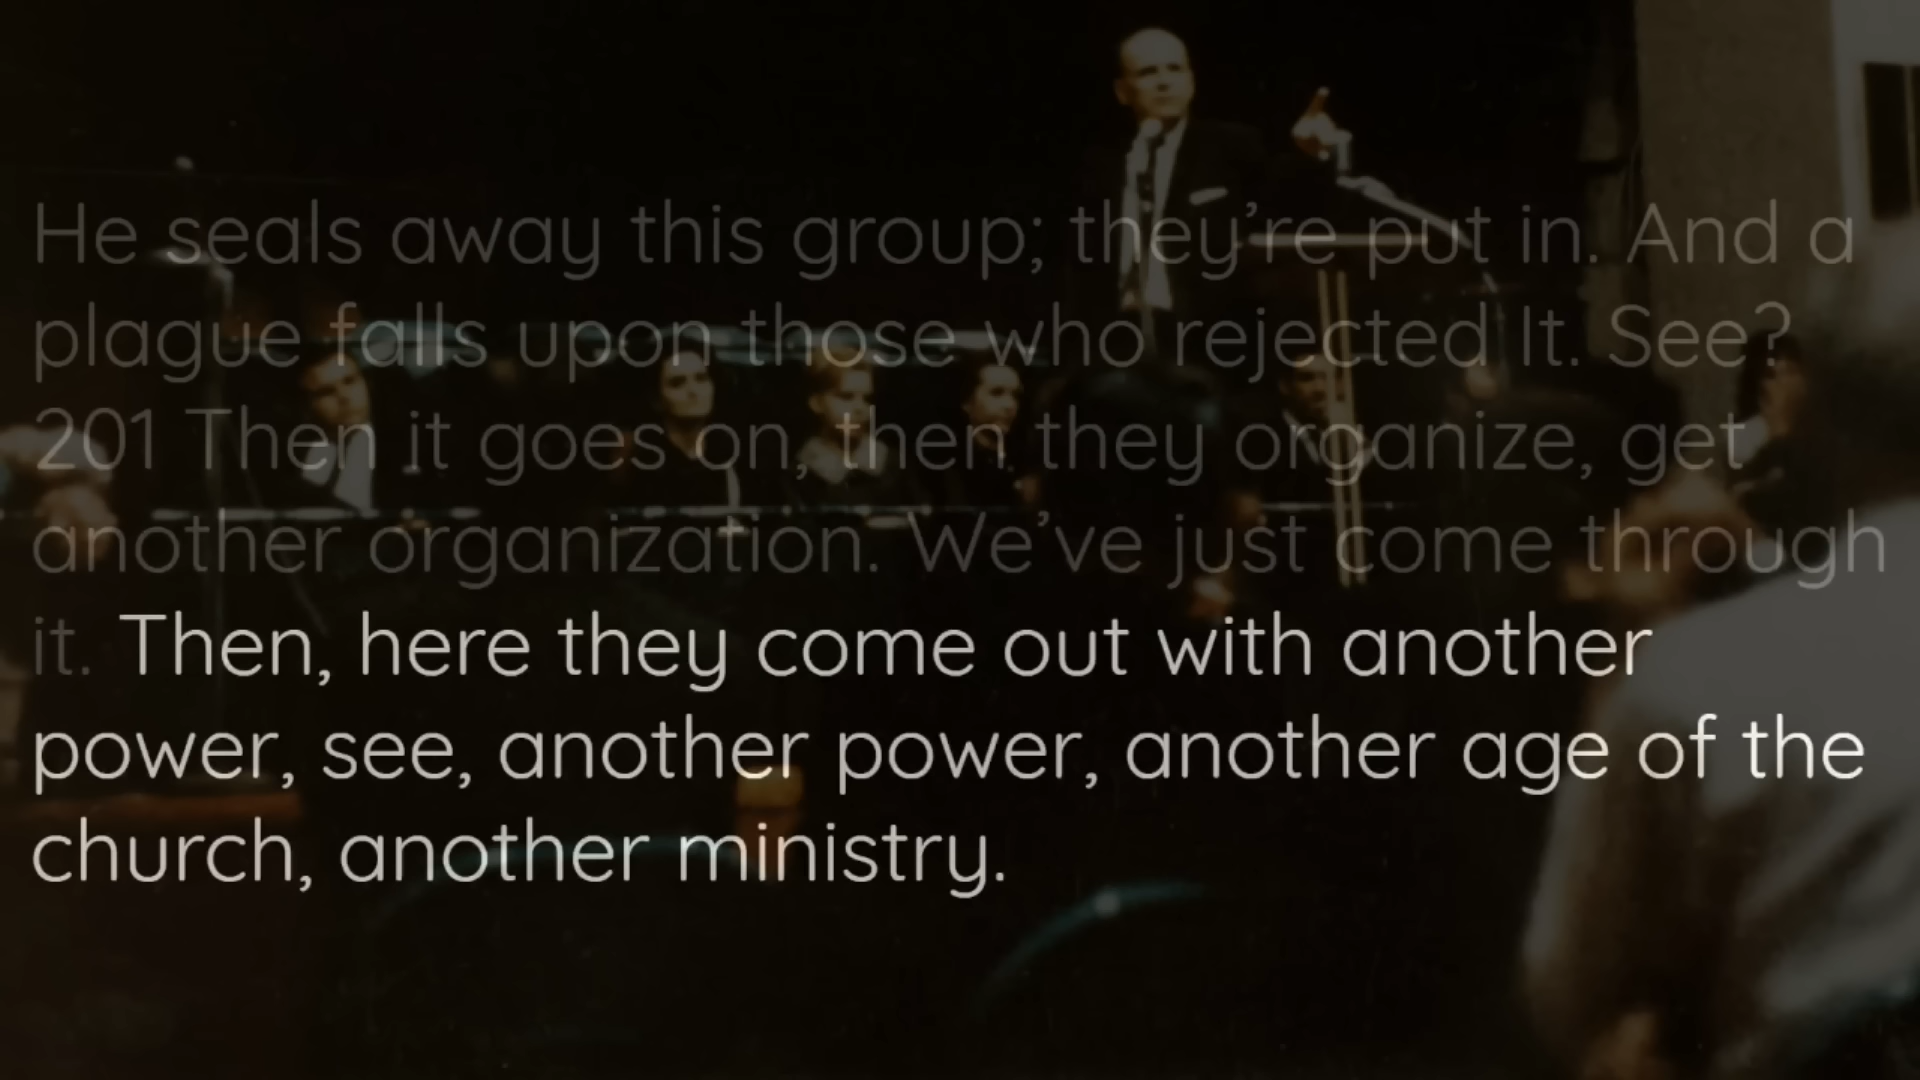 He seals away this group; they’re put in. And a
plague falls upon those who rejected It. See?
201 Then it goes on, then they organize, get
another organization. We’ve just come through
it. Then, here they come out with another
power, see, another power, another age of the
church, another ministry.